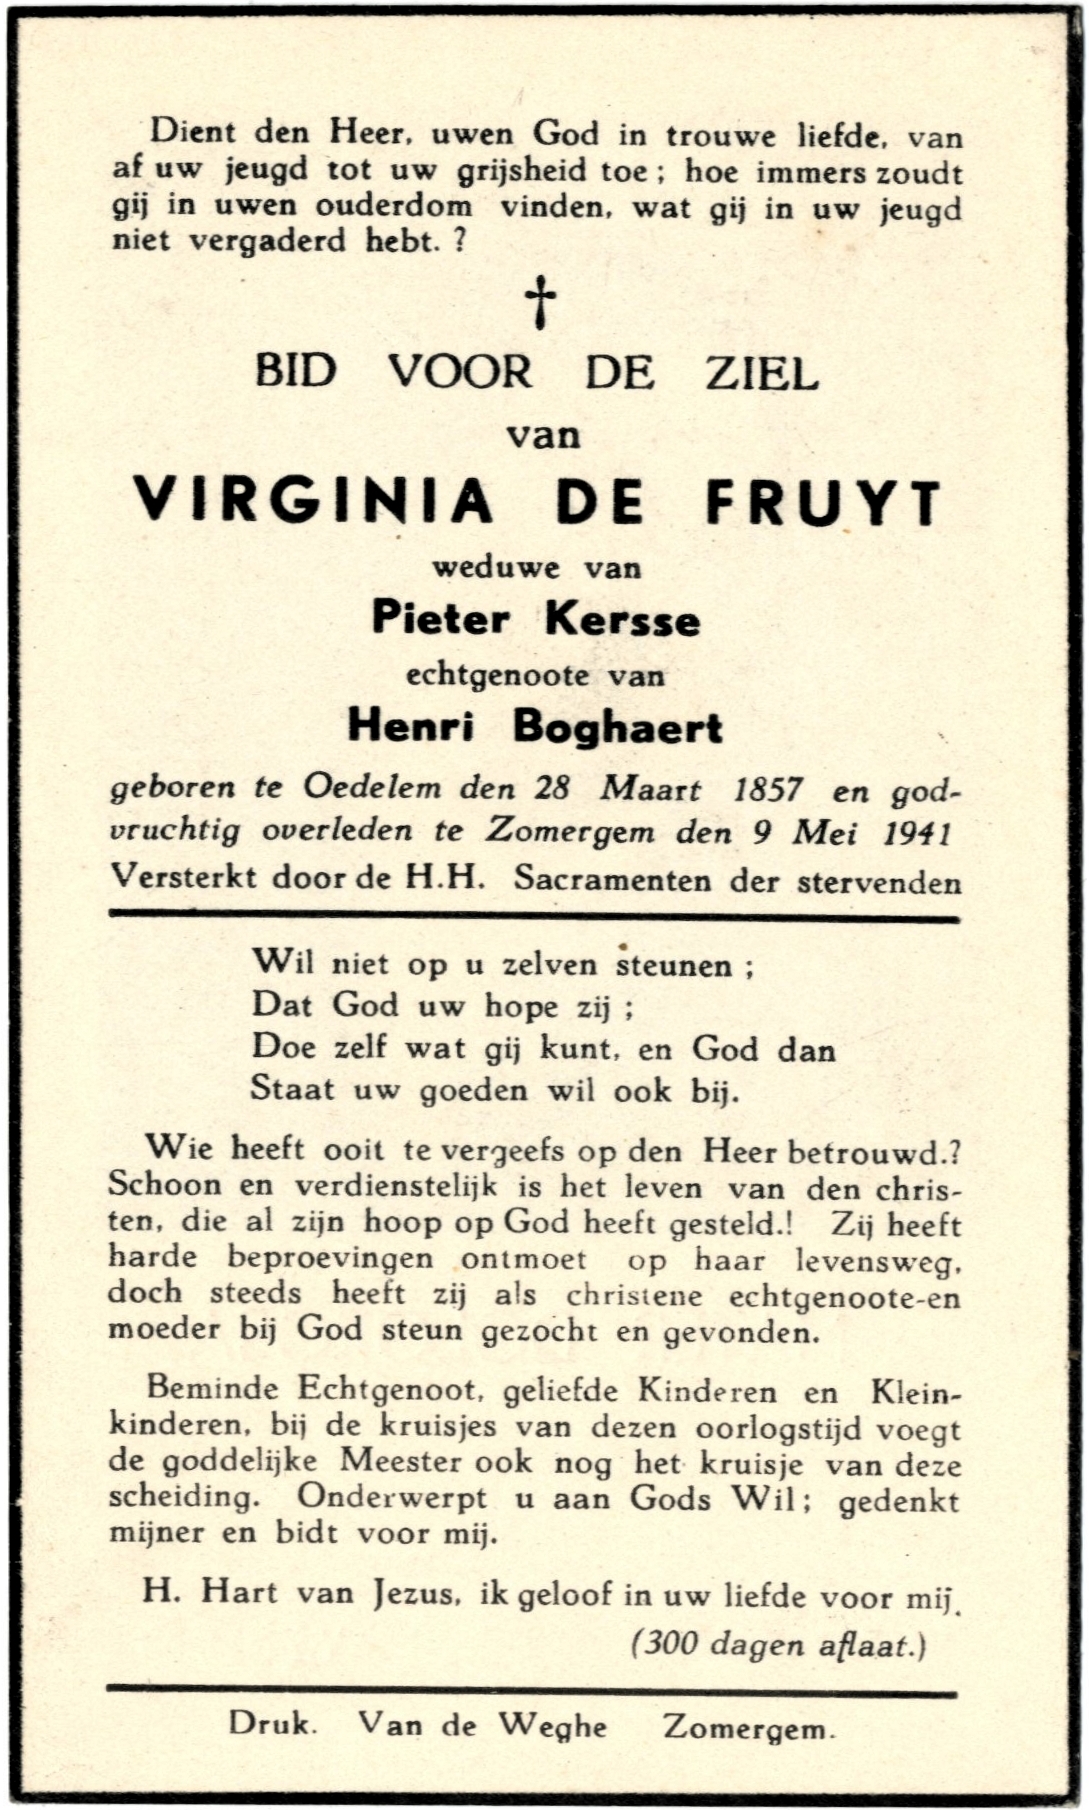 Dient den Heer, uwen God in trouwe liefde, van
af uw jeugd tot uw grijsheid toe ; hoe immers zoudt
gij in uwen ouderdom vinden, wat gij in uw jeugd
niet vergaderd hebt. ?
†
BID VOOR DE ZIEL
van
VIRGINIA DE FRUYT
weduwe van
Pieter Kersse
echtgenoote van
Henri Boghaert
geboren te Oedelem den 28 Maart 1857 en god-
vruchtig overleden te Zomergem den 9 Mei 1941
Versterkt door de H.H. Sacramenten der stervenden
Wil niet op u zelven steunen ;
Dat God uw hope zij ;
Doe zelf wat gij kunt, en God dan
Staat uw goeden wil ook bij.
Wie heeft ooit te vergeefs op den Heer betrouwd.?
Schoon en verdienstelijk is het leven van den chris-
ten, die al zijn hoop op God heeft gesteld.! Zij heeft
harde beproevingen ontmoet op haar levensweg,
doch steeds heeft zij als christene echtgenoote-en
moeder bij God steun gezocht en gevonden.
Beminde Echtgenoot, geliefde Kinderen en Klein-
kinderen, bij de kruisjes van dezen oorlogstijd voegt
de goddelijke Meester ook nog het kruisje van deze
scheiding. Onderwerpt u aan Gods Wil ; gedenkt
mijner en bidt voor mij.
H. Hart van Jezus, ik geloof in uw liefde voor mij.
(300 dagen aflaat.)
Druk. Van de Weghe Zomergem.